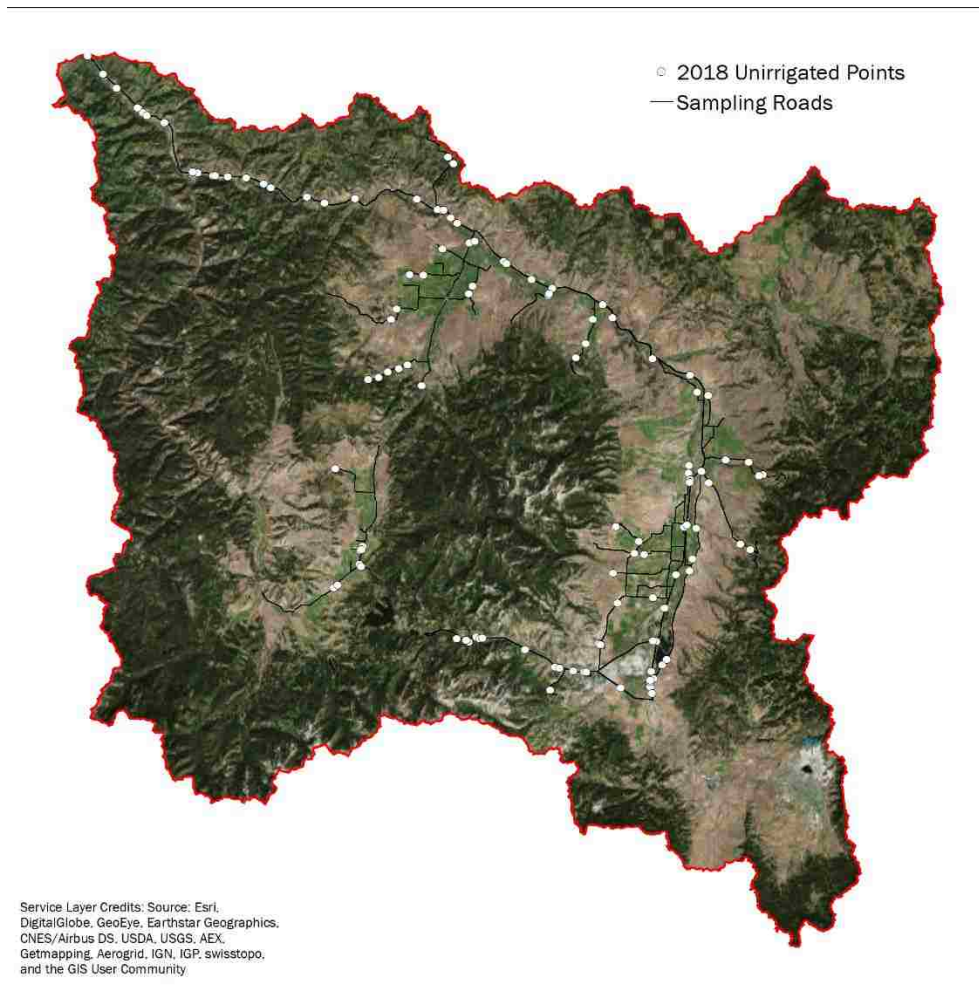 2018 Unirrigated Points
Sampling Roads
Service Layer Credits: Source: Esri,
DigitalGlobe, GeoEye, Earthstar Geographics,
CNES/Airbus DS, USDA, USGS, AEX,
Getmapping, Aerogrid, IGN, IGP, swisstopo,
and the GIS User Community